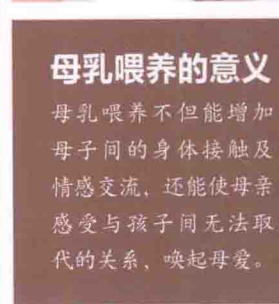 母乳喂养的意义
母乳喂养不但能增加
母子间的身体接触及
情感交流，还能使母亲
感受与孩子间无法取
代的关系，唤起母爱。